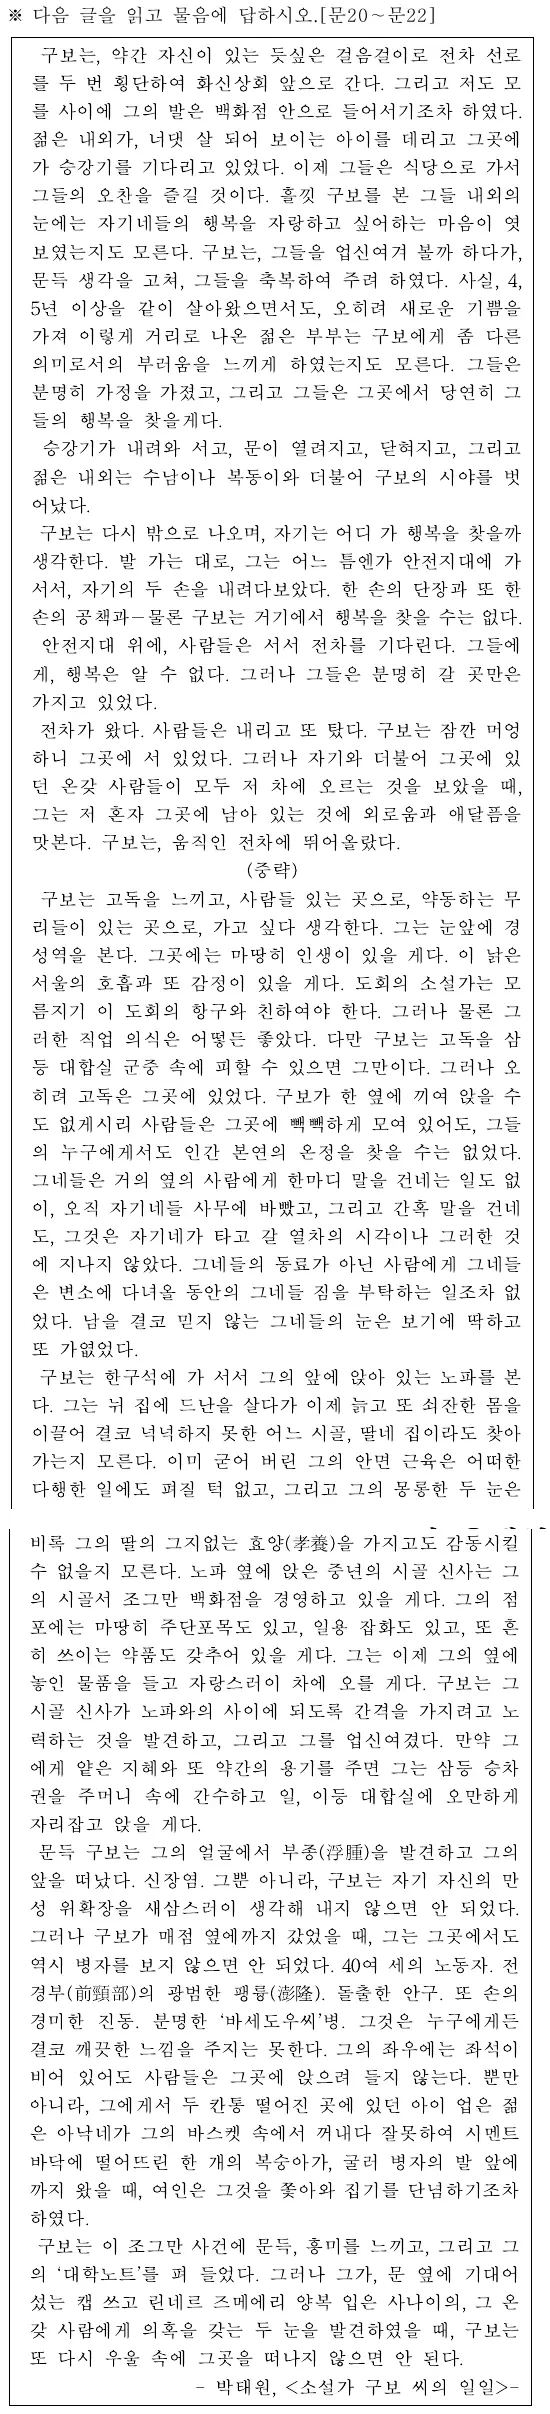 ※ 다음 글을 읽고 물음에 답하시오.[문20～문22]
구보는, 약간 자신이 있는 듯싶은 걸음걸이로 전차 선로
를 두 번 횡단하여 화신상회 앞으로 간다. 그리고 저도 모
를 사이에 그의 발은 백화점 안으로 들어서기조차 하였다.
젊은 내외가, 너댓 살 되어 보이는 아이를 데리고 그곳에
가 승강기를 기다리고 있었다. 이제 그들은 식당으로 가서
그들의 오찬을 즐길 것이다. 흘낏 구보를 본 그들 내외의
눈에는 자기네들의 행복을 자랑하고 싶어하는 마음이 엿
보였는지도 모른다. 구보는, 그들을 업신여겨 볼까 하다가,
문득 생각을 고쳐, 그들을 축복하여 주려 하였다. 사실, 4,
5년 이상을 같이 살아왔으면서도, 오히려 새로운 기쁨을
가져 이렇게 거리로 나온 젊은 부부는 구보에게 좀 다른
의미로서의 부러움을 느끼게 하였는지도 모른다. 그들은
분명히 가정을 가졌고, 그리고 그들은 그곳에서 당연히 그
들의 행복을 찾을게다.
승강기가 내려와 서고, 문이 열려지고, 닫혀지고, 그리고
젊은 내외는 수남이나 복동이와 더불어 구보의 시야를 벗
어났다.
구보는 다시 밖으로 나오며, 자기는 어디 가 행복을 찾을까
생각한다. 발 가는 대로, 그는 어느 틈엔가 안전지대에 가
서서, 자기의 두 손을 내려다보았다. 한 손의 단장과 또 한
손의 공책과－물론 구보는 거기에서 행복을 찾을 수는 없다.
안전지대 위에, 사람들은 서서 전차를 기다린다. 그들에
게, 행복은 알 수 없다. 그러나 그들은 분명히 갈 곳만은
가지고 있었다.
전차가 왔다. 사람들은 내리고 또 탔다. 구보는 잠깐 머엉
하니 그곳에 서 있었다. 그러나 자기와 더불어 그곳에 있
던 온갖 사람들이 모두 저 차에 오르는 것을 보았을 때,
그는 저 혼자 그곳에 남아 있는 것에 외로움과 애달픔을
맛본다. 구보는, 움직인 전차에 뛰어올랐다.
(중략)
구보는 고독을 느끼고, 사람들 있는 곳으로, 약동하는 무
리들이 있는 곳으로, 가고 싶다 생각한다. 그는 눈앞에 경
성역을 본다. 그곳에는 마땅히 인생이 있을 게다. 이 낡은
서울의 호흡과 또 감정이 있을 게다. 도회의 소설가는 모
름지기 이 도회의 항구와 친하여야 한다. 그러나 물론 그
러한 직업 의식은 어떻든 좋았다. 다만 구보는 고독을 삼
등 대합실 군중 속에 피할 수 있으면 그만이다. 그러나 오
히려 고독은 그곳에 있었다. 구보가 한 옆에 끼여 앉을 수
도 없게시리 사람들은 그곳에 빽빽하게 모여 있어도, 그들
의 누구에게서도 인간 본연의 온정을 찾을 수는 없었다.
그네들은 거의 옆의 사람에게 한마디 말을 건네는 일도 없
이, 오직 자기네들 사무에 바빴고, 그리고 간혹 말을 건네
도, 그것은 자기네가 타고 갈 열차의 시각이나 그러한 것
에 지나지 않았다. 그네들의 동료가 아닌 사람에게 그네들
은 변소에 다녀올 동안의 그네들 짐을 부탁하는 일조차 없
었다. 남을 결코 믿지 않는 그네들의 눈은 보기에 딱하고
또 가엾었다.
구보는 한구석에 가 서서 그의 앞에 앉아 있는 노파를 본
다. 그는 뉘 집에 드난을 살다가 이제 늙고 또 쇠잔한 몸을
이끌어 결코 넉넉하지 못한 어느 시골, 딸네 집이라도 찾아
가는지 모른다. 이미 굳어 버린 그의 안면 근육은 어떠한
다행한 일에도 펴질 턱 없고, 그리고 그의 몽롱한 두 눈은
비록 그의 딸의 그지없는 효양(孝養)을 가지고도 감동시킬
수 없을지 모른다. 노파 옆에 앉은 중년의 시골 신사는 그
의 시골서 조그만 백화점을 경영하고 있을 게다. 그의 점
포에는 마땅히 주단포목도 있고, 일용 잡화도 있고, 또 흔
히 쓰이는 약품도 갖추어 있을 게다. 그는 이제 그의 옆에
놓인 물품을 들고 자랑스러이 차에 오를 게다. 구보는 그
시골 신사가 노파와의 사이에 되도록 간격을 가지려고 노
력하는 것을 발견하고, 그리고 그를 업신여겼다. 만약 그
에게 얕은 지혜와 또 약간의 용기를 주면 그는 삼등 승차
권을 주머니 속에 간수하고 일, 이등 대합실에 오만하게
자리잡고 앉을 게다.
문득 구보는 그의 얼굴에서 부종(浮腫)을 발견하고 그의
앞을 떠났다. 신장염. 그뿐 아니라, 구보는 자기 자신의 만
성 위확장을 새삼스러이 생각해 내지 않으면 안 되었다.
그러나 구보가 매점 옆에까지 갔었을 때, 그는 그곳에서도
역시 병자를 보지 않으면 안 되었다. 40여 세의 노동자. 전
경부(前頸部)의 광범한 팽륭(澎隆). 돌출한 안구. 또 손의
경미한 진동. 분명한 ‘바세도우씨’병. 그것은 누구에게든
결코 깨끗한 느낌을 주지는 못한다. 그의 좌우에는 좌석이
비어 있어도 사람들은 그곳에 앉으려 들지 않는다. 뿐만
아니라, 그에게서 두 칸통 떨어진 곳에 있던 아이 업은 젊
은 아낙네가 그의 바스켓 속에서 꺼내다 잘못하여 시멘트
바닥에 떨어뜨린 한 개의 복숭아가, 굴러 병자의 발 앞에
까지 왔을 때, 여인은 그것을 쫓아와 집기를 단념하기조차
하였다.
구보는 이 조그만 사건에 문득, 흥미를 느끼고, 그리고 그
의 ‘대학노트’를 펴 들었다. 그러나 그가, 문 옆에 기대어
섰는 캡 쓰고 린네르 즈메에리 양복 입은 사나이의, 그 온
갖 사람에게 의혹을 갖는 두 눈을 발견하였을 때, 구보는
또 다시 우울 속에 그곳을 떠나지 않으면 안 된다.
- 박태원, <소설가 구보 씨의 일일>-